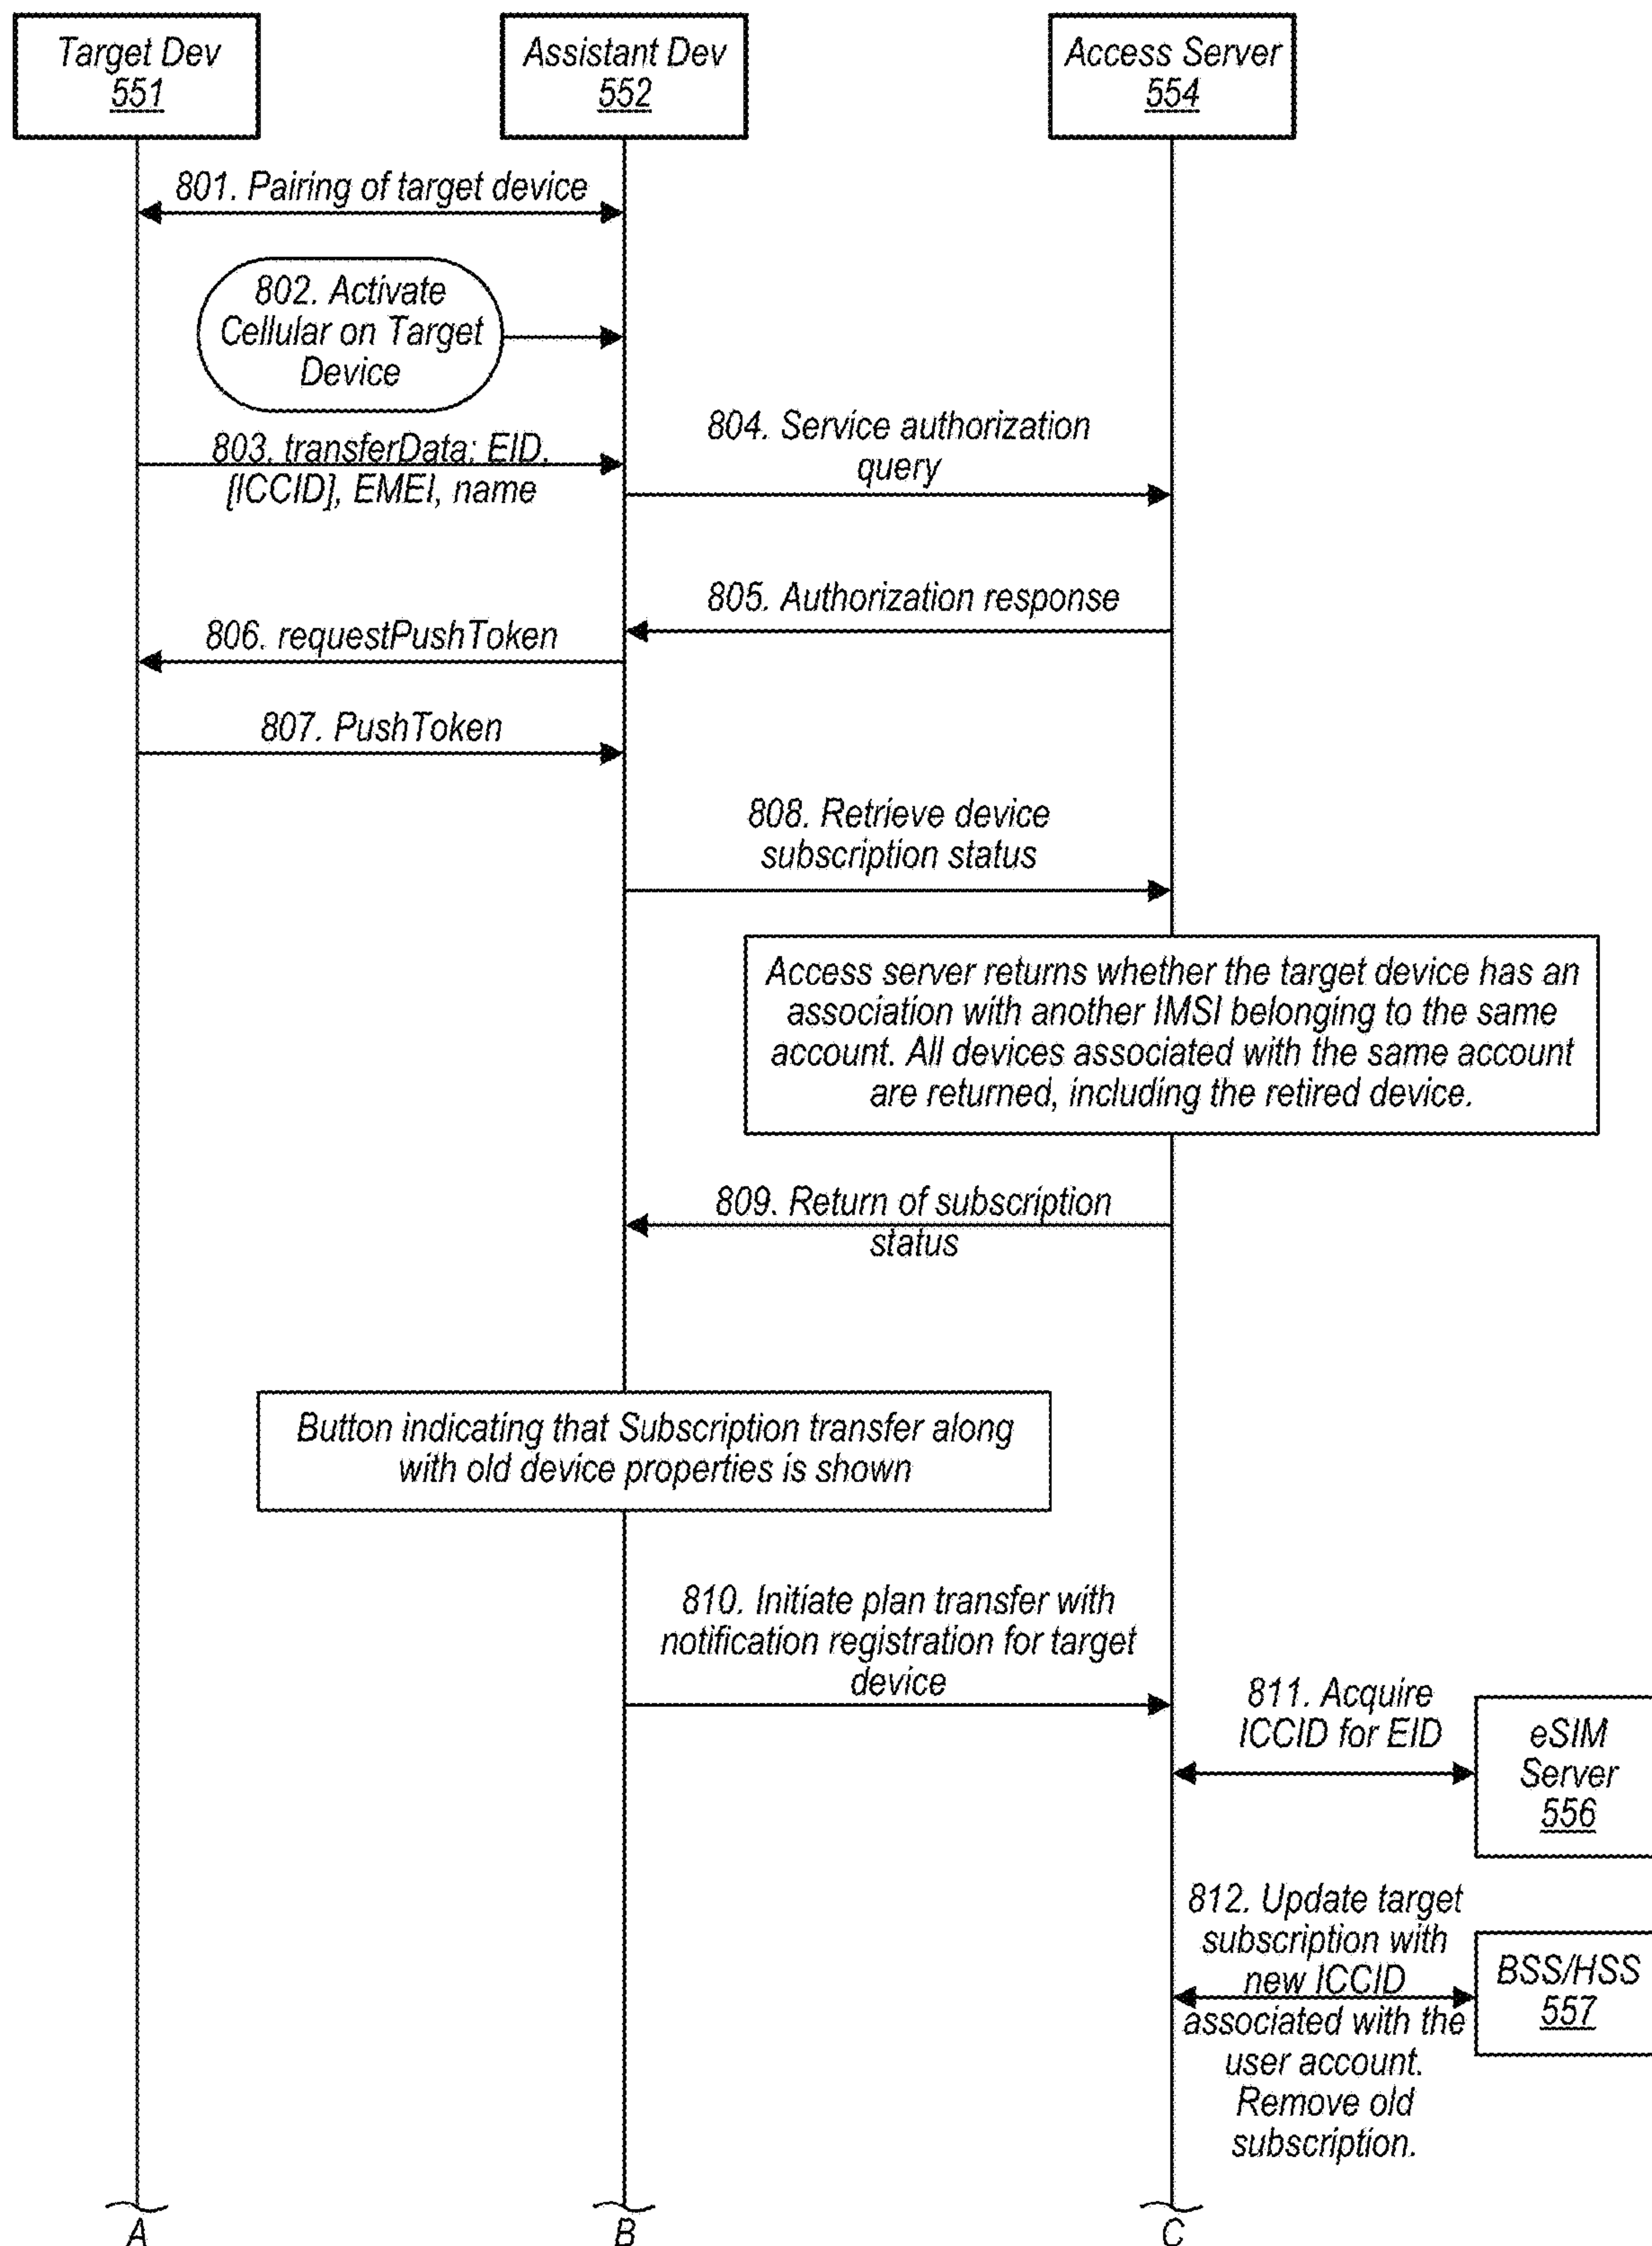 Target Dev
551
Assistant Dev
552
Access Server
554
801. Pairing of target device
802. Activate
Cellular on Target
Device
803. transferData: EID,
[ICCID], EMEI, name
804. Service authorization
query
805. Authorization response
806. requestPushToken
807. PushToken
808. Retrieve device
subscription status
Access server returns whether the target device has an
association with another IMSI belonging to the same
account. All devices associated with the same account
are returned, including the retired device.
809. Return of subscription
status
Button indicating that Subscription transfer along
with old device properties is shown
810. Initiate plan transfer with
notification registration for target
device
811. Acquire
ICCID for EID
eSIM
Server
556
812. Update target
subscription with
new ICCID
associated with the
user account.
Remove old
subscription.
BSS/HSS
557
A
B
C